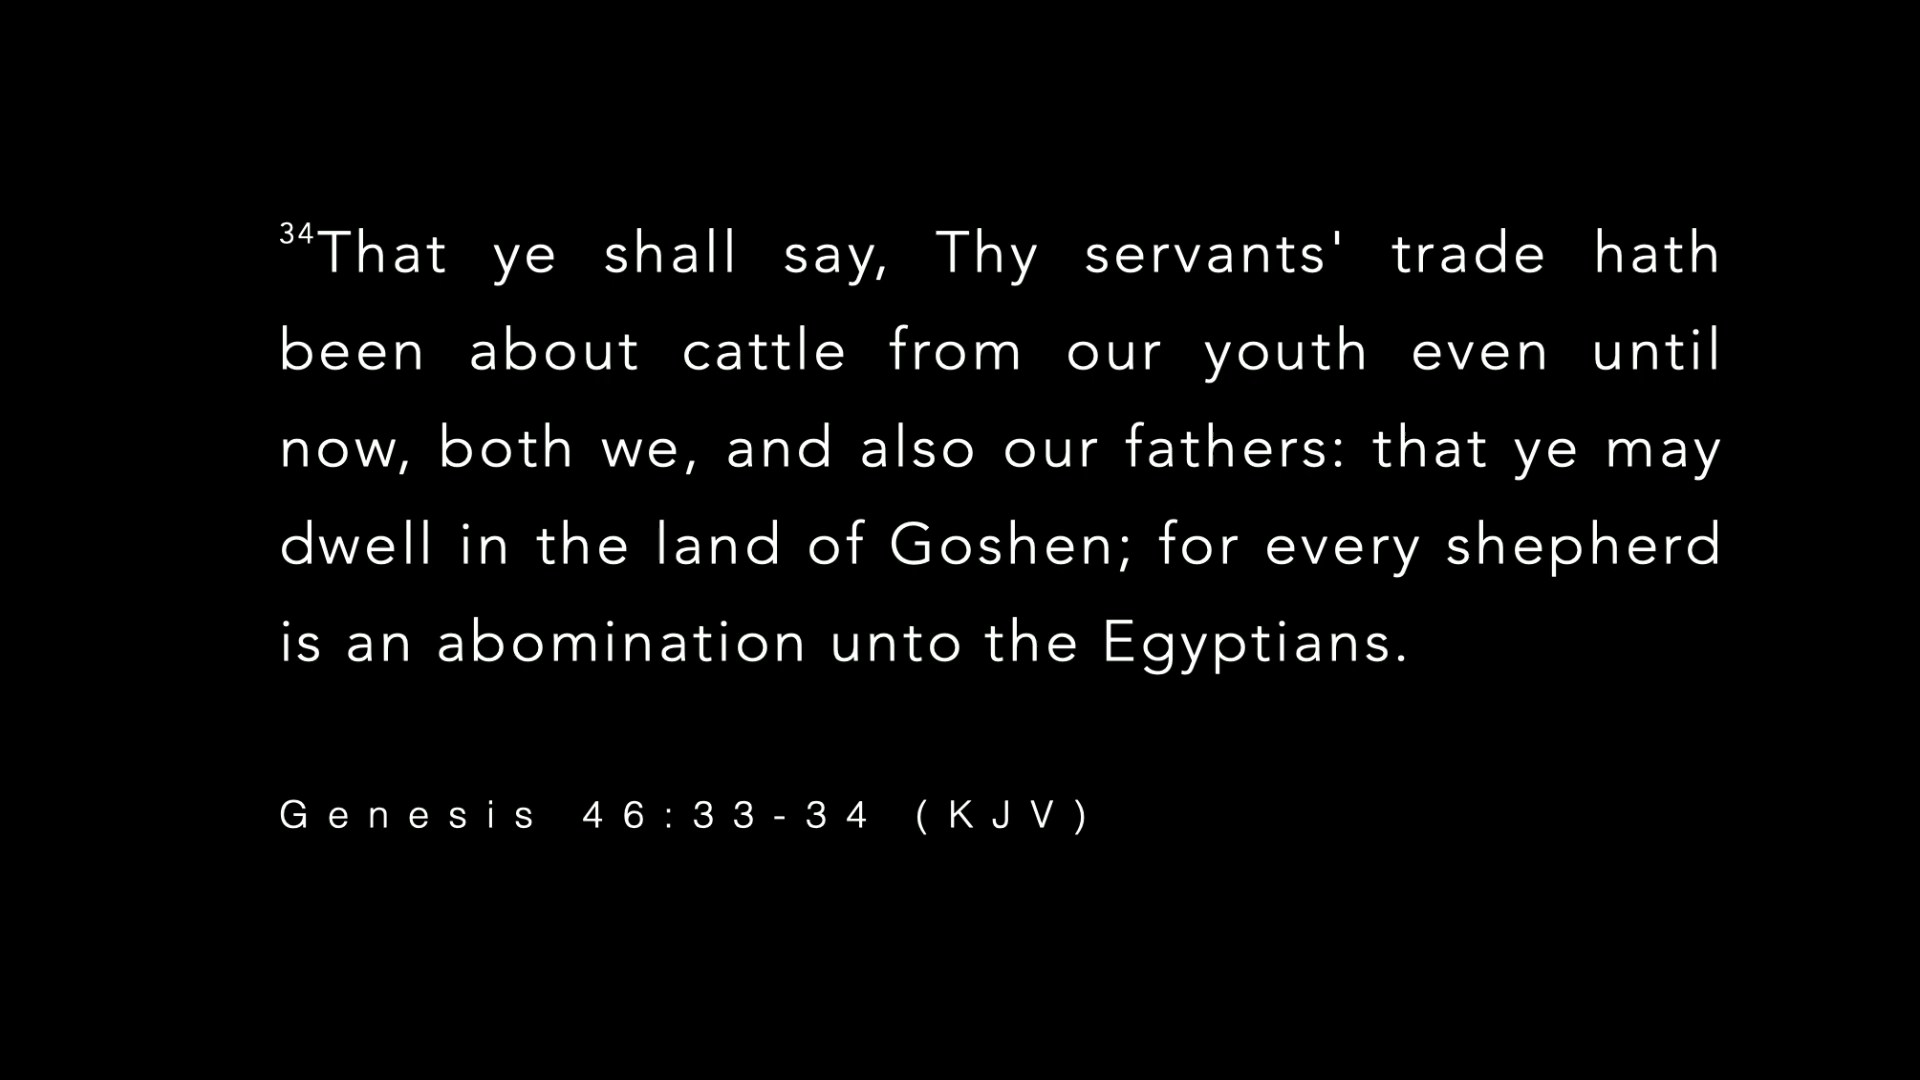 34That ye shall say, Thy servants' trade hath
been about cattle from our youth even until
now, both we, and also our fathers: that ye may
dwell in the land of Goshen; for every shepherd
is an abomination unto the Egyptians.
Genesis 46:33-34 (KJV)